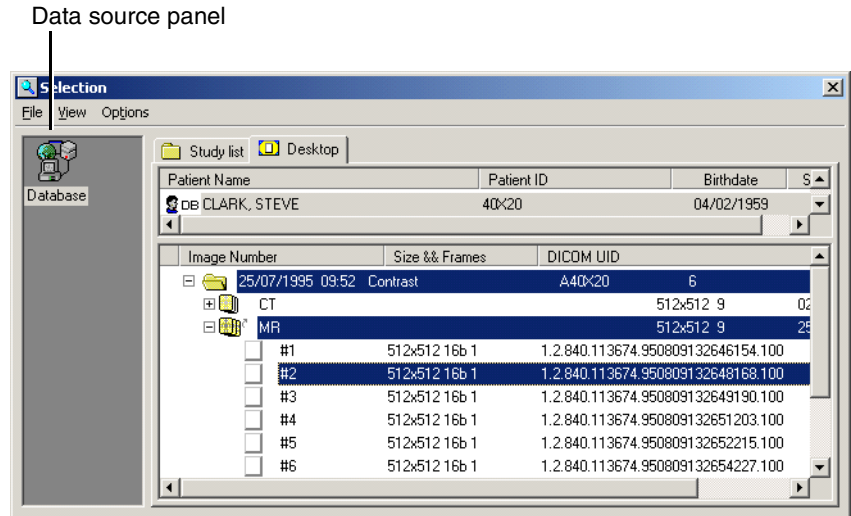 Data source panel
Selection
File View Options
Study list Desktop
Database
Patient Name Patient ID Birthdate S
DB CLARK, STEVE 40X20 04/02/1959
Image Number Size && Frames DICOM UID
25/07/1995 09:52 Contrast A40X20 6
CT 512x512 9 02
MR 512x512 9 25
#1 512x512 16b 1 1.2.840.113674.950809132646154.100
#2 512x512 16b 1 1.2.840.113674.950809132648168.100
#3 512x512 16b 1 1.2.840.113674.950809132649190.100
#4 512x512 16b 1 1.2.840.113674.950809132651203.100
#5 512x512 16b 1 1.2.840.113674.950809132652215.100
#6 512x512 16b 1 1.2.840.113674.950809132654227.100